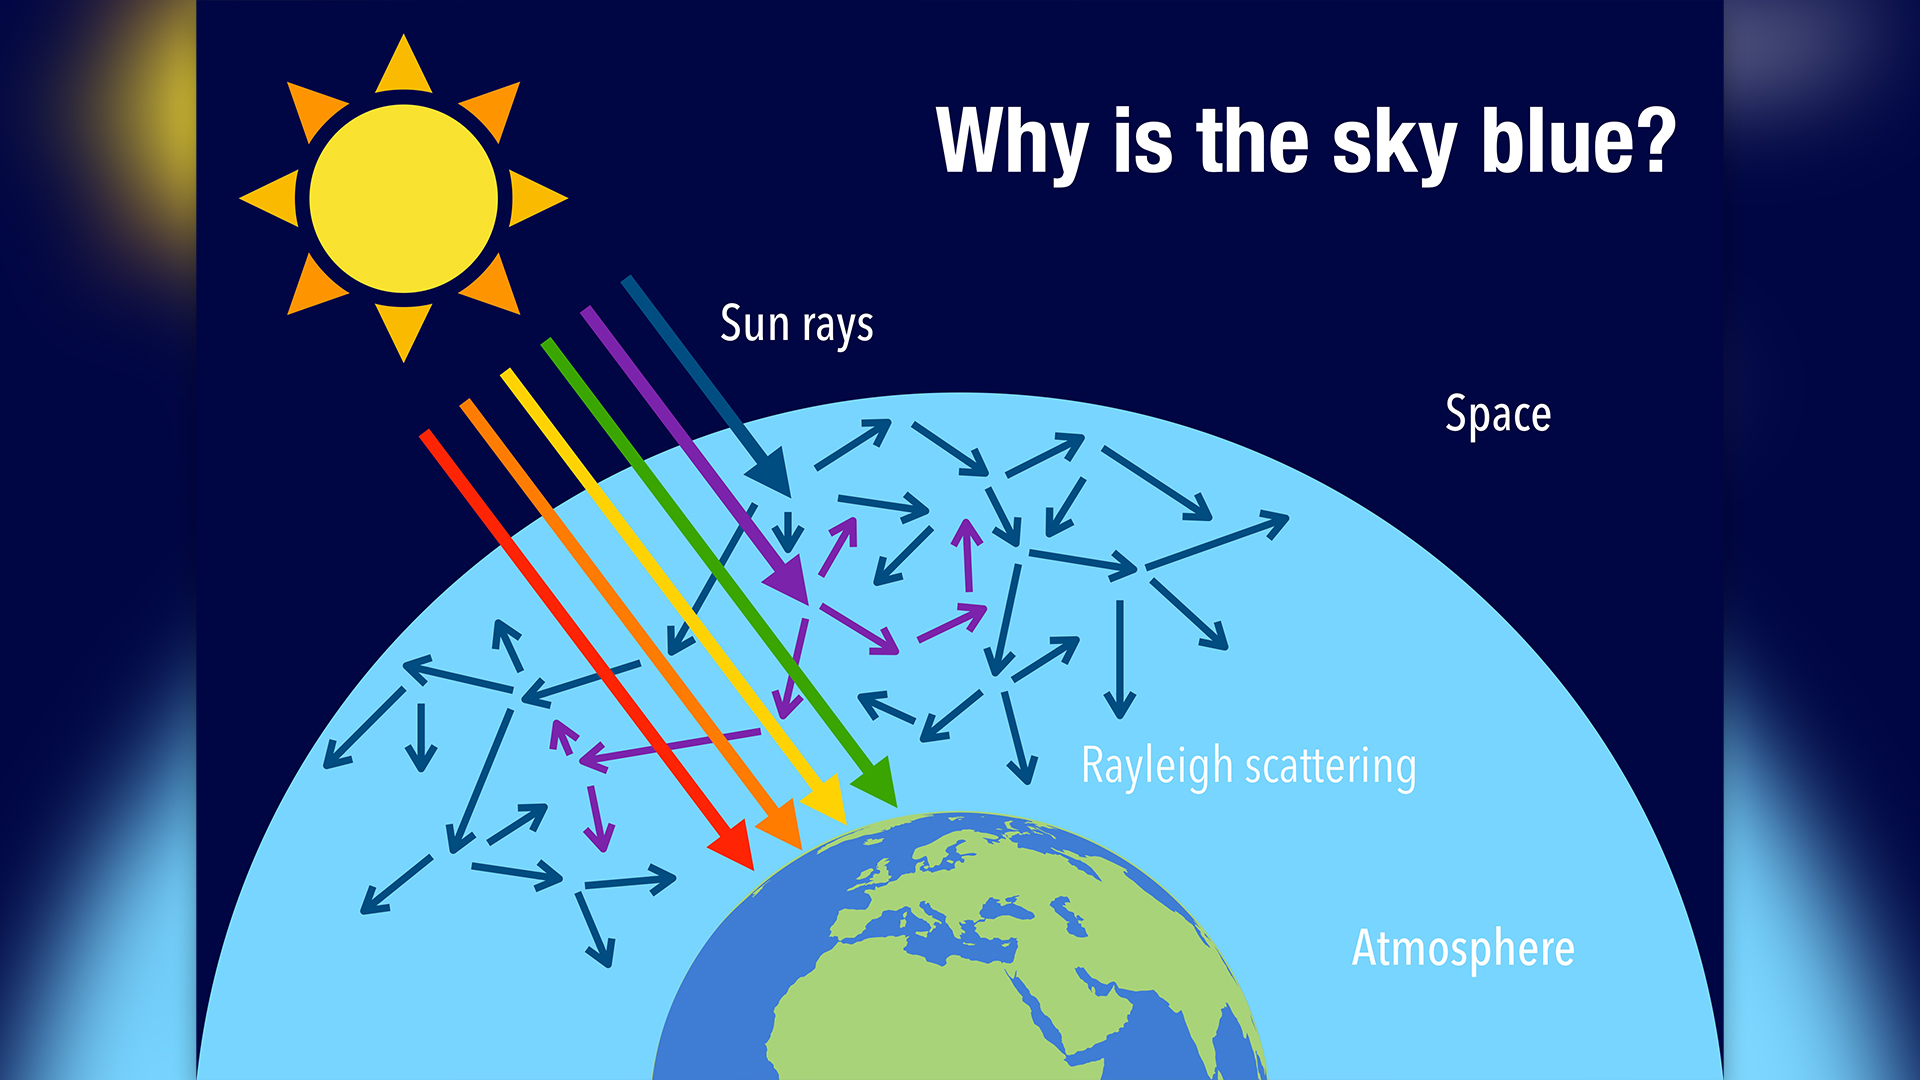 Why is the sky blue?
Sun rays
Space
Rayleigh scattering
Atmosphere